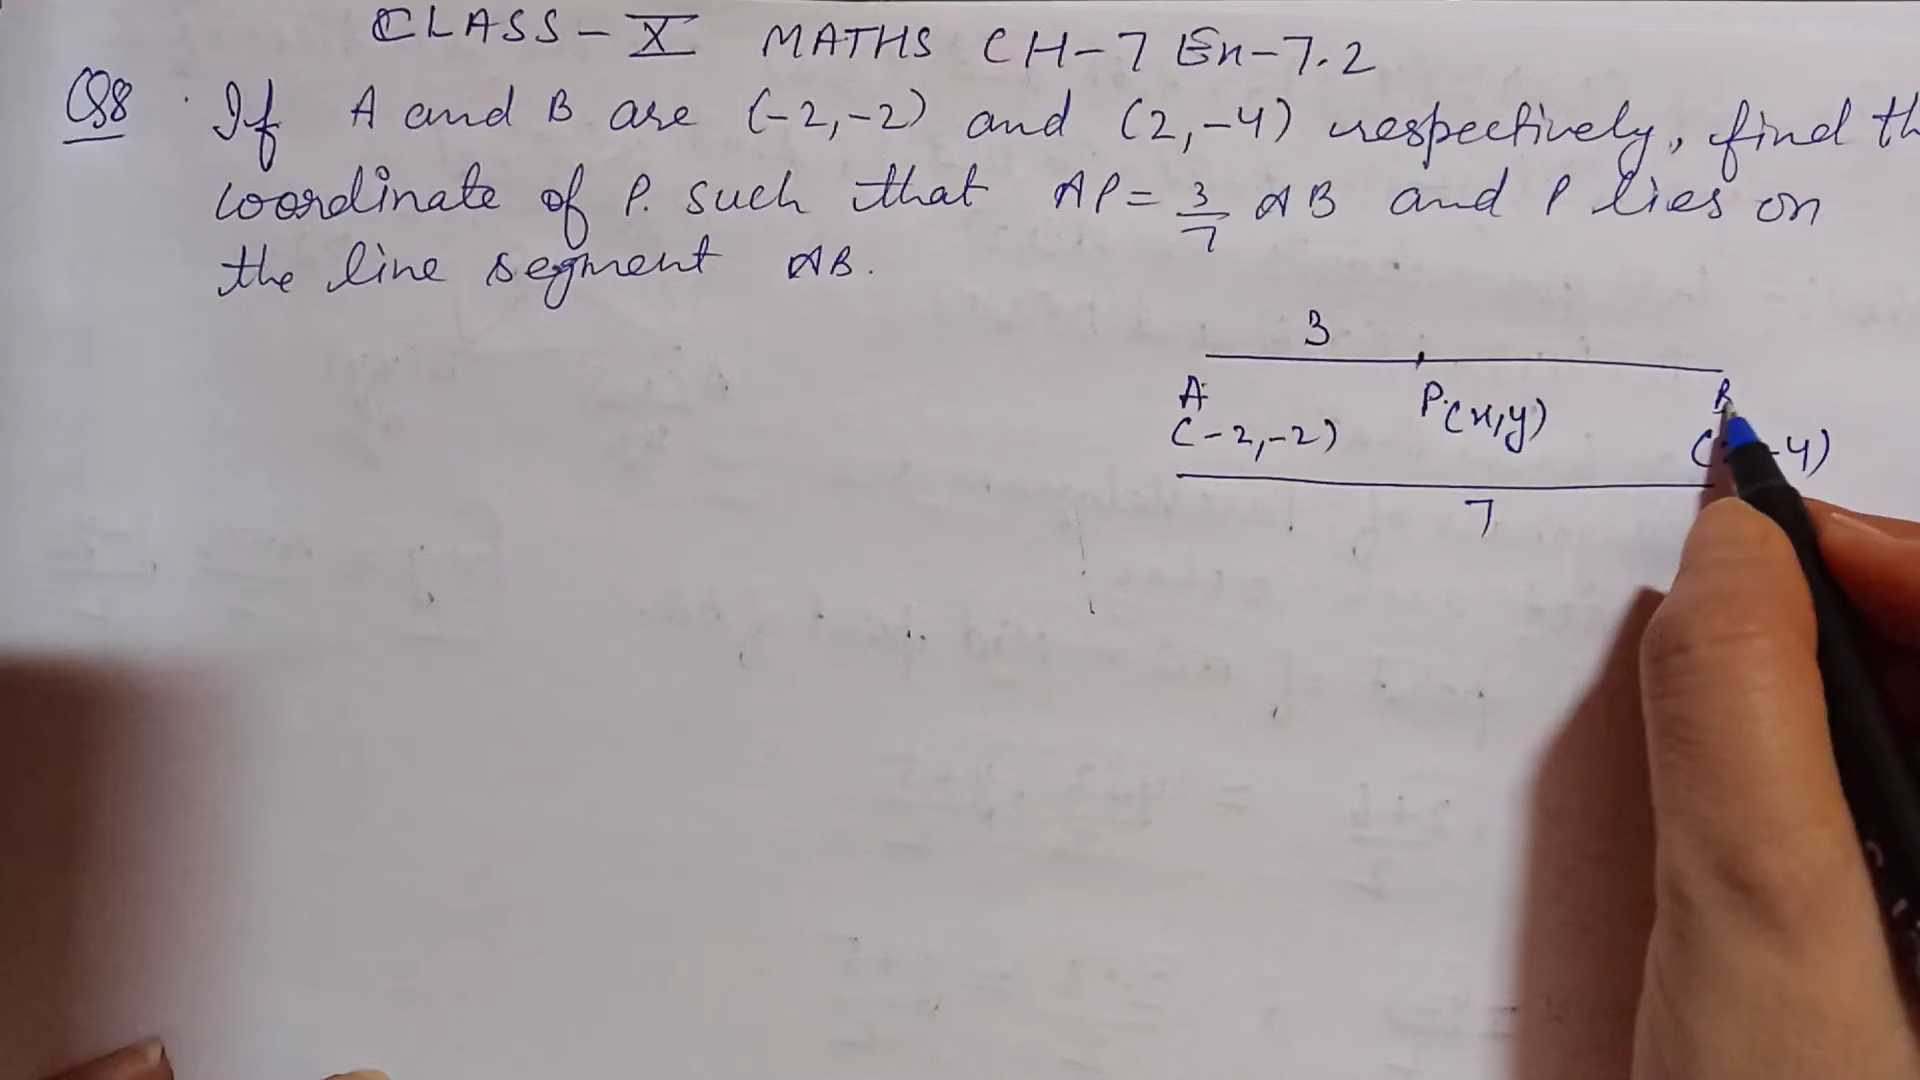 CLASS - X MATHS CH-7 Ex-7.2
Q8 If A and B are (-2,-2) and (2,-4) respectively, find th
coordinate of P. such that AP = 3/7 AB and P lies on
the line segment AB.
3
A P(x,y) B
(-2,-2) ( -4)
7